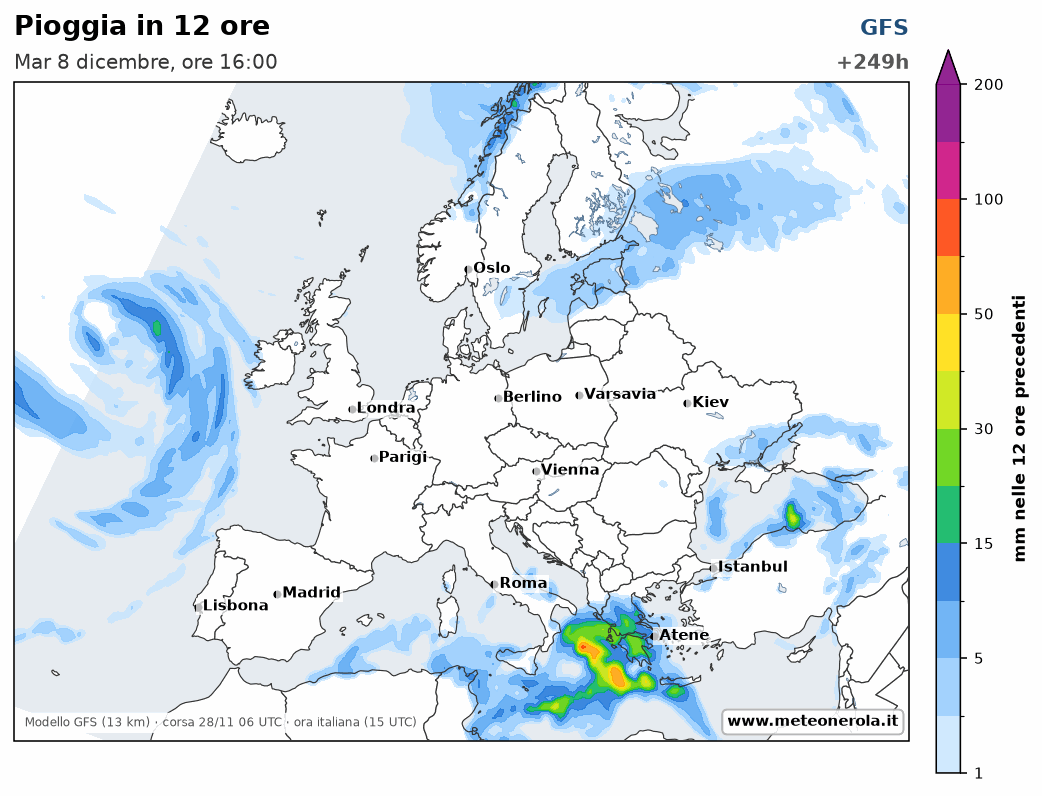 Pioggia in 12 ore
GFS
Mar 8 dicembre, ore 16:00
+249h
200
100
50
30
15
5
1
mm nelle 12 ore precedenti
Oslo
Londra
Berlino
Varsavia
Kiev
Parigi
Vienna
Istanbul
Roma
Madrid
Lisbona
Atene
Modello GFS (13 km) · corsa 28/11 06 UTC · ora italiana (15 UTC)
www.meteonerola.it